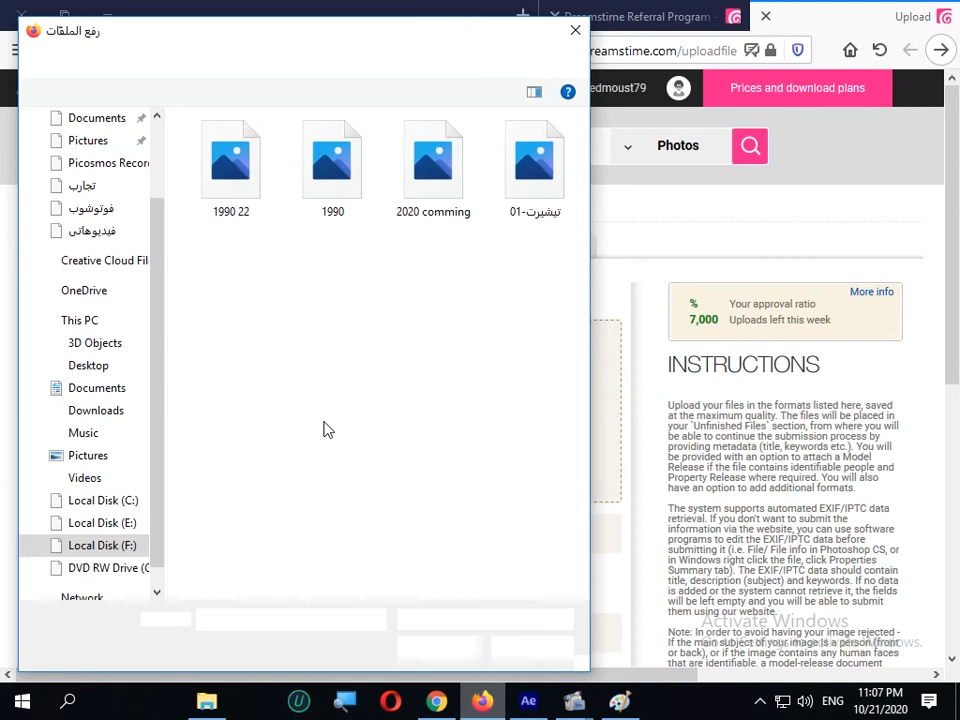 Dreamstime Referral Program
Upload
reamstime.com/uploadfile
رفع الملفّات
edmoust79
Prices and download plans
Photos
Documents
Pictures
Picosmos Recor
تجارب
فوتوشوب
فيديوهاتى
Creative Cloud Fil
OneDrive
This PC
3D Objects
Desktop
Documents
Downloads
Music
Pictures
Videos
Local Disk (C:)
Local Disk (E:)
Local Disk (F:)
DVD RW Drive (G
Network
1990 22
1990
2020 comming
تيشيرت-01
More info
% Your approval ratio
7,000 Uploads left this week
INSTRUCTIONS
Upload your files in the formats listed here, saved
at the maximum quality. The files will be placed in
your `Unfinished Files` section, from where you will
be able to continue the submission process by
providing metadata (title, keywords etc.). You will
be provided with an option to attach a Model
Release if the file contains identifiable people and
Property Release where required. You will also
have an option to add additional formats.
The system supports automated EXIF/IPTC data
retrieval. If you don't want to submit the
information via the website, you can use software
programs to edit the EXIF/IPTC data before
submitting it (i.e. File/ File info in Photoshop CS, or
in Windows right click the file, click Properties
Summary tab). The EXIF/IPTC data should contain
title, description (subject) and keywords. If no data
is added or the system cannot retrieve it, the fields
will be left empty and you will be able to submit
them using our website.
Note: In order to avoid having your image rejected -
if the main subject of your image is a person (front
or back), or if the image contains any human faces
that are identifiable, a model-release document
Activate Windows
ENG
11:07 PM
10/21/2020